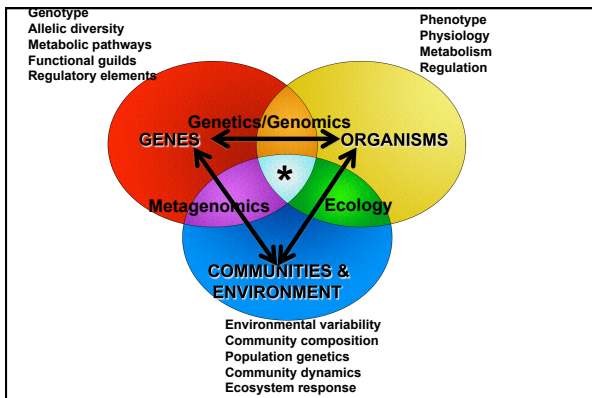 Genotype
Allelic diversity
Metabolic pathways
Functional guilds
Regulatory elements
Phenotype
Physiology
Metabolism
Regulation
Genetics/Genomics
GENES
ORGANISMS
*
Metagenomics
Ecology
COMMUNITIES &
ENVIRONMENT
Environmental variability
Community composition
Population genetics
Community dynamics
Ecosystem response